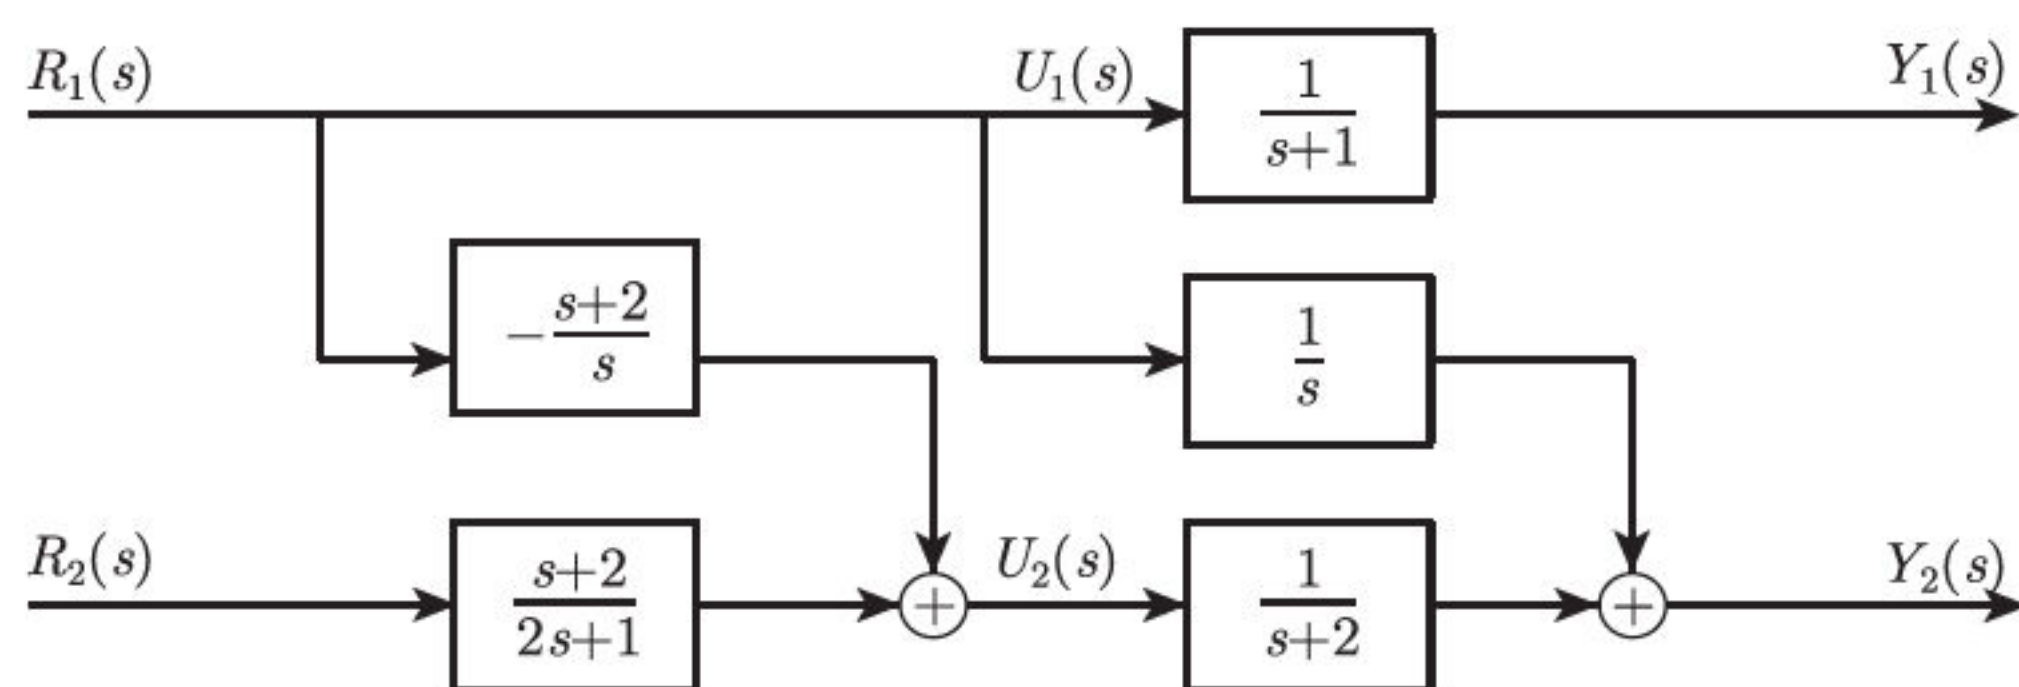 R₁(s)
U₁(s)
1
s+1
Y₁(s)
− s+2
s
1
s
R₂(s)
s+2
2s+1
+
U₂(s)
1
s+2
+
Y₂(s)